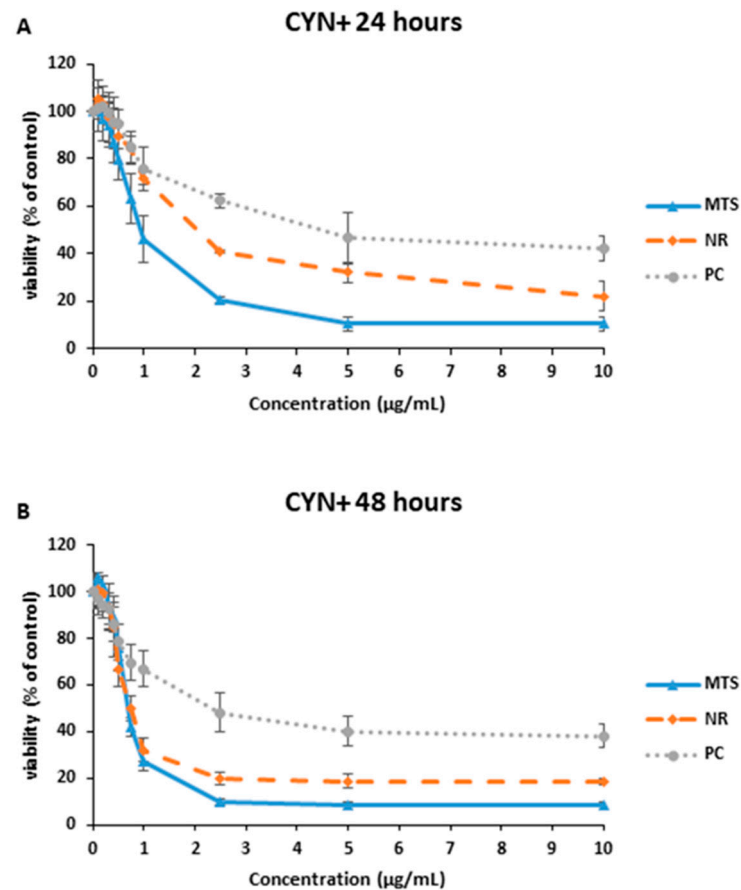 A
CYN+ 24 hours
120
100
80
60
40
20
0
viability (% of control)
0 1 2 3 4 5 6 7 8 9 10
Concentration (µg/mL)
MTS
NR
PC
B
CYN+ 48 hours
120
100
80
60
40
20
0
viability (% of control)
0 1 2 3 4 5 6 7 8 9 10
Concentration (µg/mL)
MTS
NR
PC